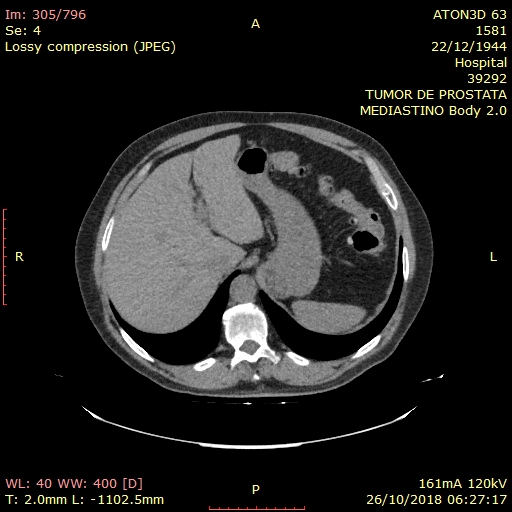 Im: 305/796
Se: 4
Lossy compression (JPEG)
A
ATON3D 63
1581
22/12/1944
Hospital
39292
TUMOR DE PROSTATA
MEDIASTINO Body 2.0
R
L
WL: 40 WW: 400 [D]
T: 2.0mm L: -1102.5mm
P
161mA 120kV
26/10/2018 06:27:17